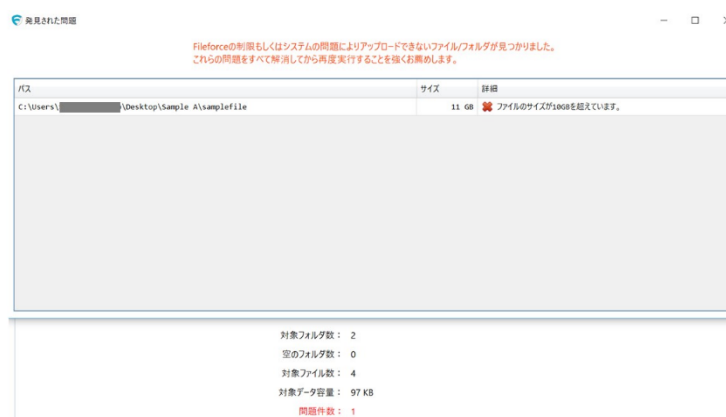 発見された問題
Fileforceの制限もしくはシステムの問題によりアップロードできないファイル/フォルダが見つかりました。
これらの問題をすべて解消してから再度実行することを強くお薦めします。
パス サイズ 詳細
C:\Users\ \Desktop\Sample A\samplefile 11 GB ファイルのサイズが10GBを超えています。
対象フォルダ数： 2
空のフォルダ数： 0
対象ファイル数： 4
対象データ容量： 97 KB
問題件数： 1